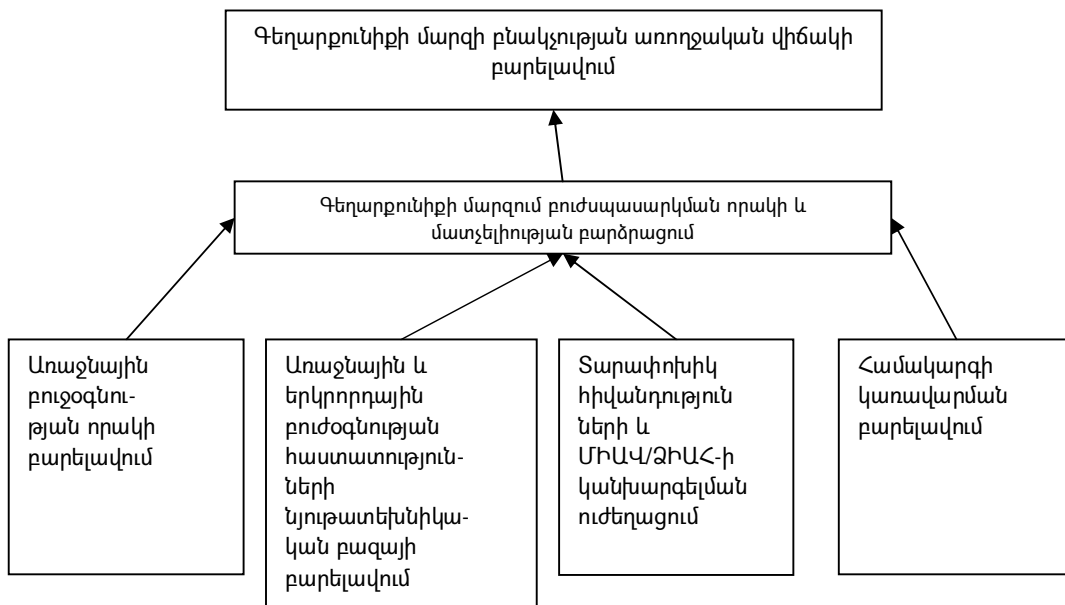 Գեղարքունիքի մարզի բնակչության առողջական վիճակի
բարելավում
Գեղարքունիքի մարզում բուժսպասարկման որակի և
մատչելիության բարձրացում
Առաջնային
բուջօգնու-
թյան որակի
բարելավում
Առաջնային և
երկրորդային
բուժօգնության
հաստատություն-
ների
նյութատեխնիկա-
կան բազայի
բարելավում
Տարափոխիկ
հիվանդություն
ների և
ՄԻԱՎ/ՁԻԱՀ-ի
կանխարգելման
ուժեղացում
Համակարգի
կառավարման
բարելավում